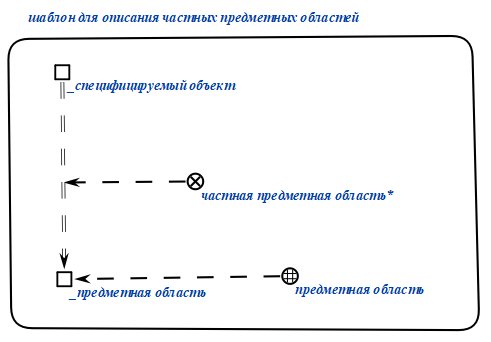 шаблон для описания частных предметных областей
_специфицируемый объект
частная предметная область*
_предметная область
предметная область